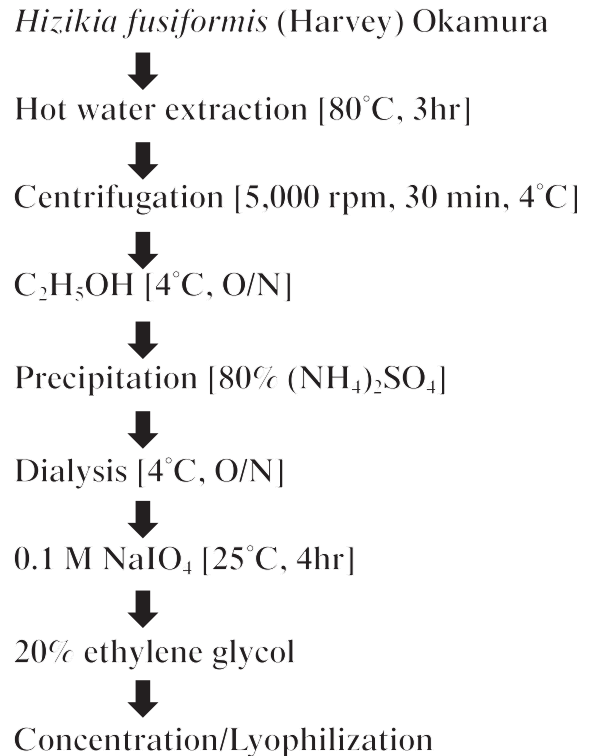 Hizikia fusiformis (Harvey) Okamura
Hot water extraction [80°C, 3hr]
Centrifugation [5,000 rpm, 30 min, 4°C]
C₂H₅OH [4°C, O/N]
Precipitation [80% (NH₄)₂SO₄]
Dialysis [4°C, O/N]
0.1 M NaIO₄ [25°C, 4hr]
20% ethylene glycol
Concentration/Lyophilization